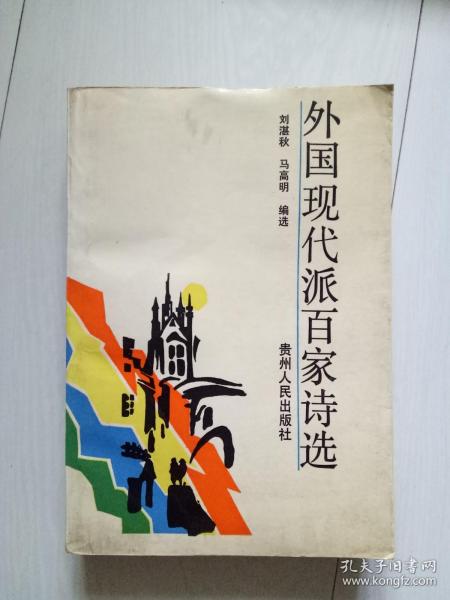 外国现代派百家诗选
刘湛秋 马高明 编选
贵州人民出版社
孔夫子旧书网
kongfz.com